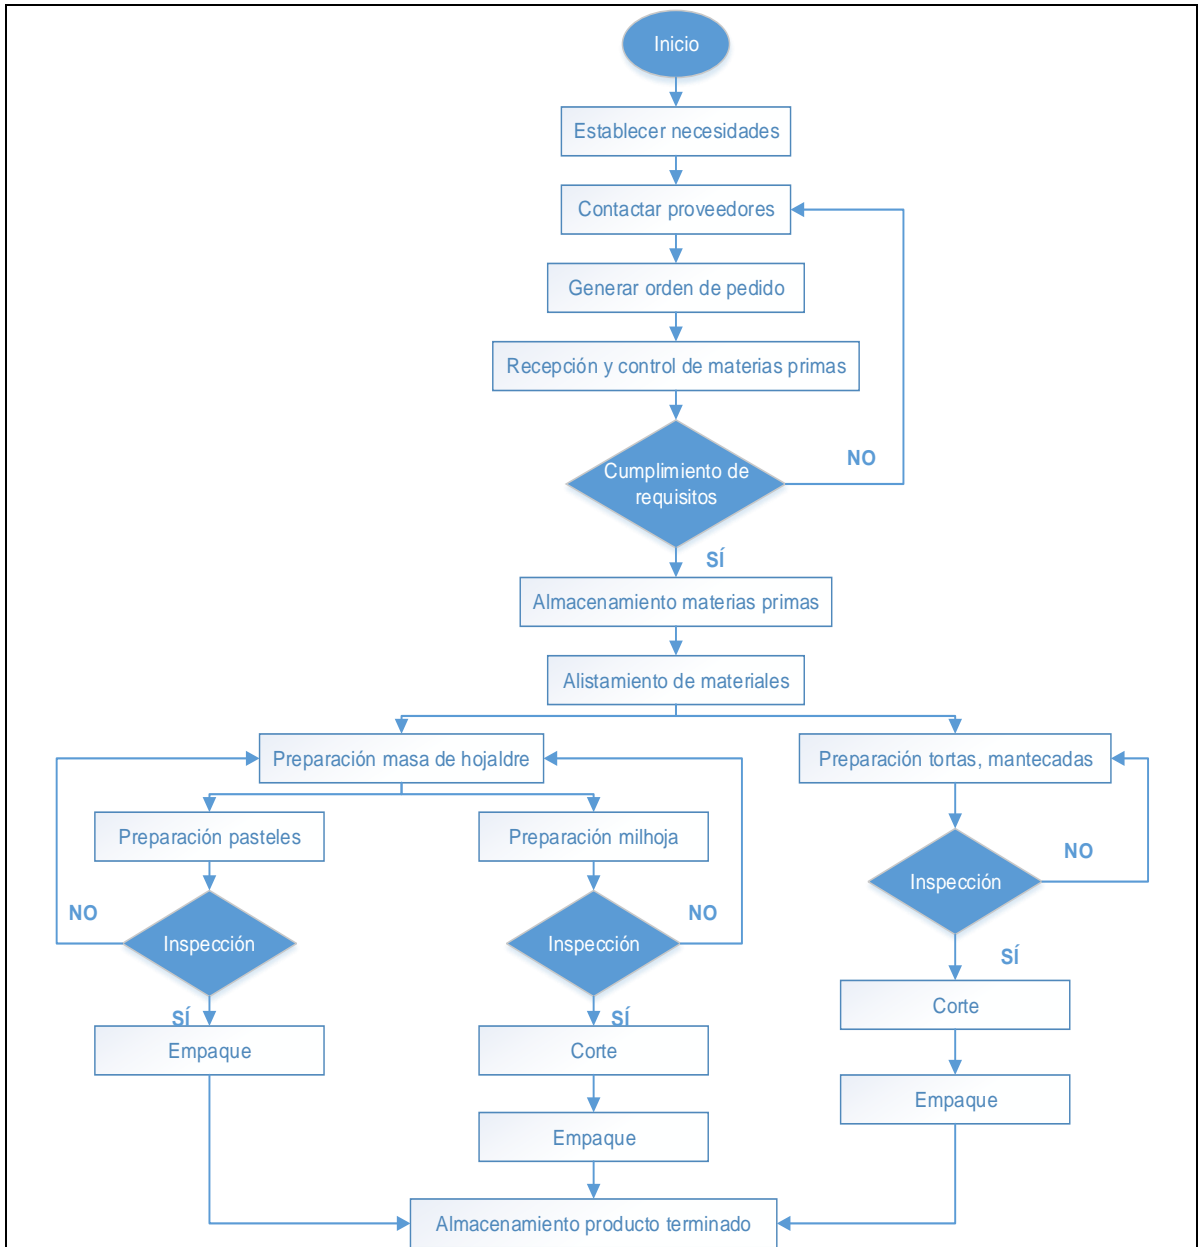 Inicio
Establecer necesidades
Contactar proveedores
Generar orden de pedido
Recepción y control de materias primas
NO
Cumplimiento de
requisitos
SÍ
Almacenamiento materias primas
Alistamiento de materiales
Preparación masa de hojaldre
Preparación tortas, mantecadas
Preparación pasteles
Preparación milhoja
NO
Inspección
NO
Inspección
NO
Inspección
SÍ
Corte
SÍ
Empaque
SÍ
Corte
Empaque
Empaque
Almacenamiento producto terminado